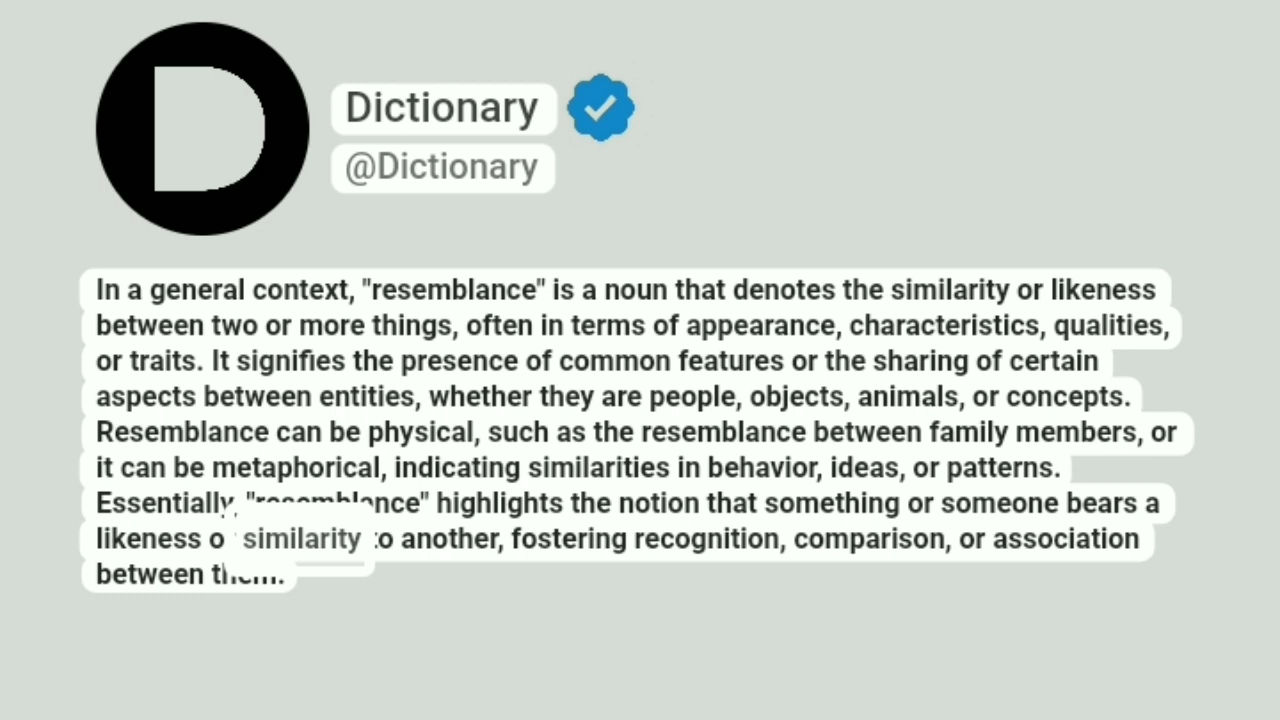 D
Dictionary
@Dictionary
In a general context, "resemblance" is a noun that denotes the similarity or likeness
between two or more things, often in terms of appearance, characteristics, qualities,
or traits. It signifies the presence of common features or the sharing of certain
aspects between entities, whether they are people, objects, animals, or concepts.
Resemblance can be physical, such as the resemblance between family members, or
it can be metaphorical, indicating similarities in behavior, ideas, or patterns.
Essentially, "resemblance" highlights the notion that something or someone bears a
likeness o similarity to another, fostering recognition, comparison, or association
between them.